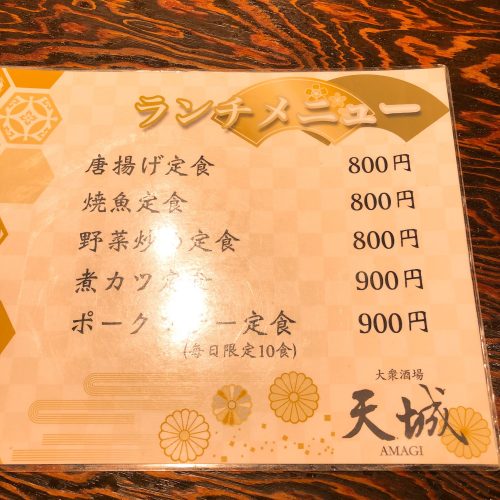 ランチメニュー
唐揚げ定食 800円
焼魚定食 800円
野菜炒め定食 800円
煮カツ定食 900円
ポーク 定食 900円
(毎日限定10食)
大衆酒場
天城
AMAGI